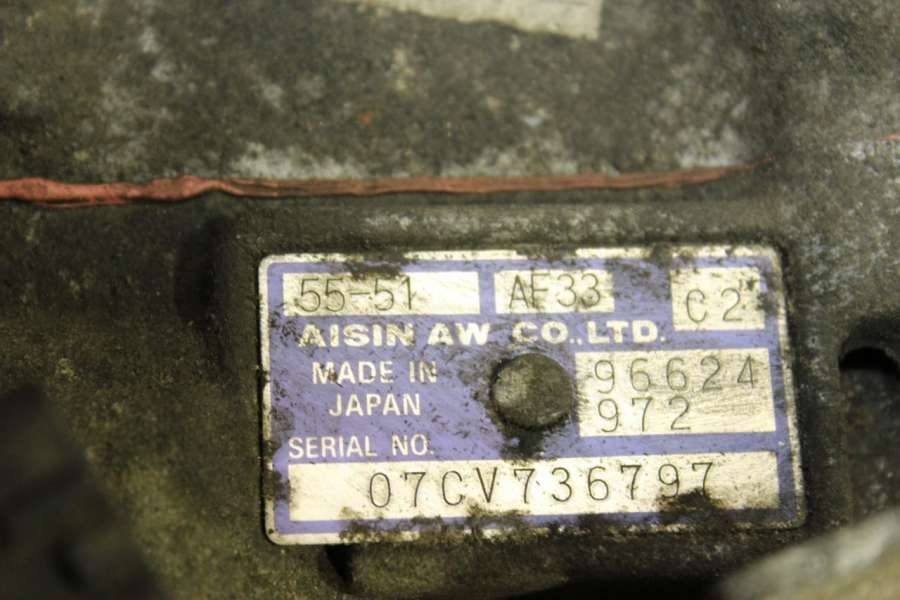 55-51 AF33 C2
AISIN AW CO.,LTD.
MADE IN
JAPAN
96624
972
SERIAL NO.
07CV736797